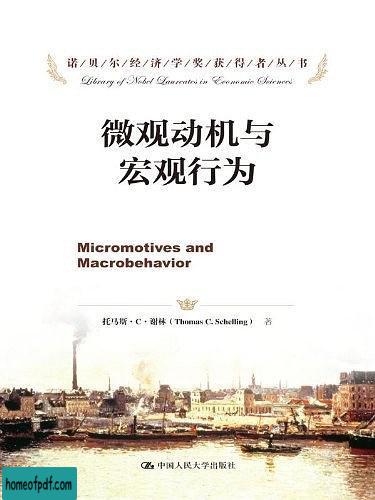 诺/贝/尔/经/济/学/奖/获/得/者/丛/书
Library of Nobel Laureates in Economic Sciences
微观动机与
宏观行为
Micromotives and
Macrobehavior
托马斯·C·谢林（Thomas C. Schelling） 著
中国人民大学出版社
homeofpdf.com